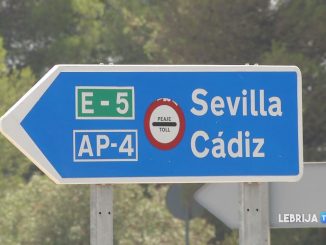 E-5
AP-4
PEAJE
TOLL
Sevilla
Cádiz
LEBRIJA